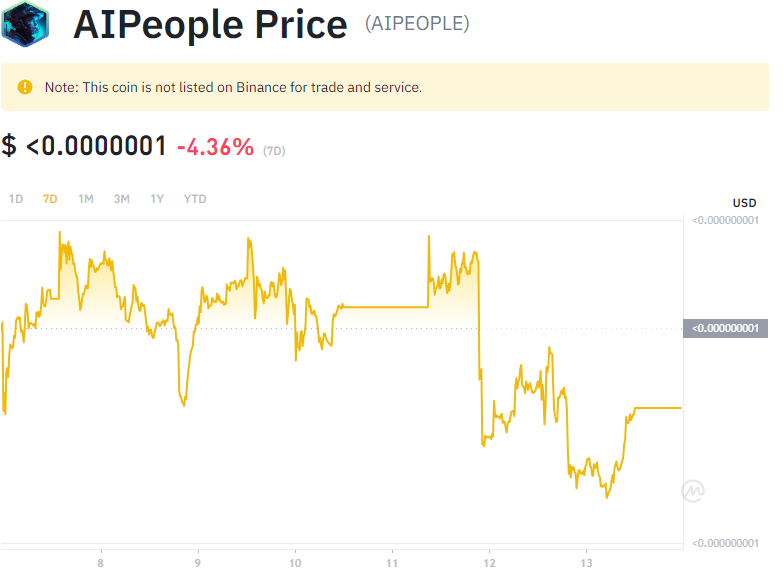 AIPeople Price (AIPEOPLE)
Note: This coin is not listed on Binance for trade and service.
$ <0.0000001 -4.36% (7D)
1D 7D 1M 3M 1Y YTD
USD
<0.000000001
<0.000000001
<0.000000001
8 9 10 11 12 13